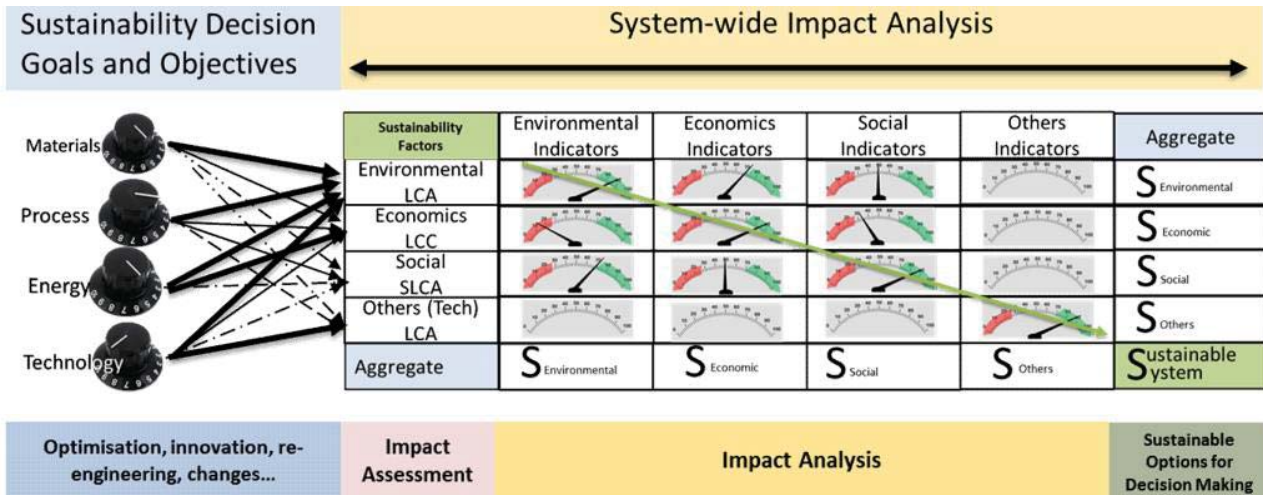 Sustainability Decision
Goals and Objectives
System-wide Impact Analysis
Materials
Process
Energy
Technology
Sustainability
Factors
Environmental
Indicators
Economics
Indicators
Social
Indicators
Others
Indicators
Aggregate
Environmental
LCA
S Environmental
Economics
LCC
S Economic
Social
SLCA
S Social
Others (Tech)
LCA
S Others
Aggregate
S Environmental
S Economic
S Social
S Others
Sustainable
System
Optimisation, innovation, re-
engineering, changes...
Impact
Assessment
Impact Analysis
Sustainable
Options for
Decision Making